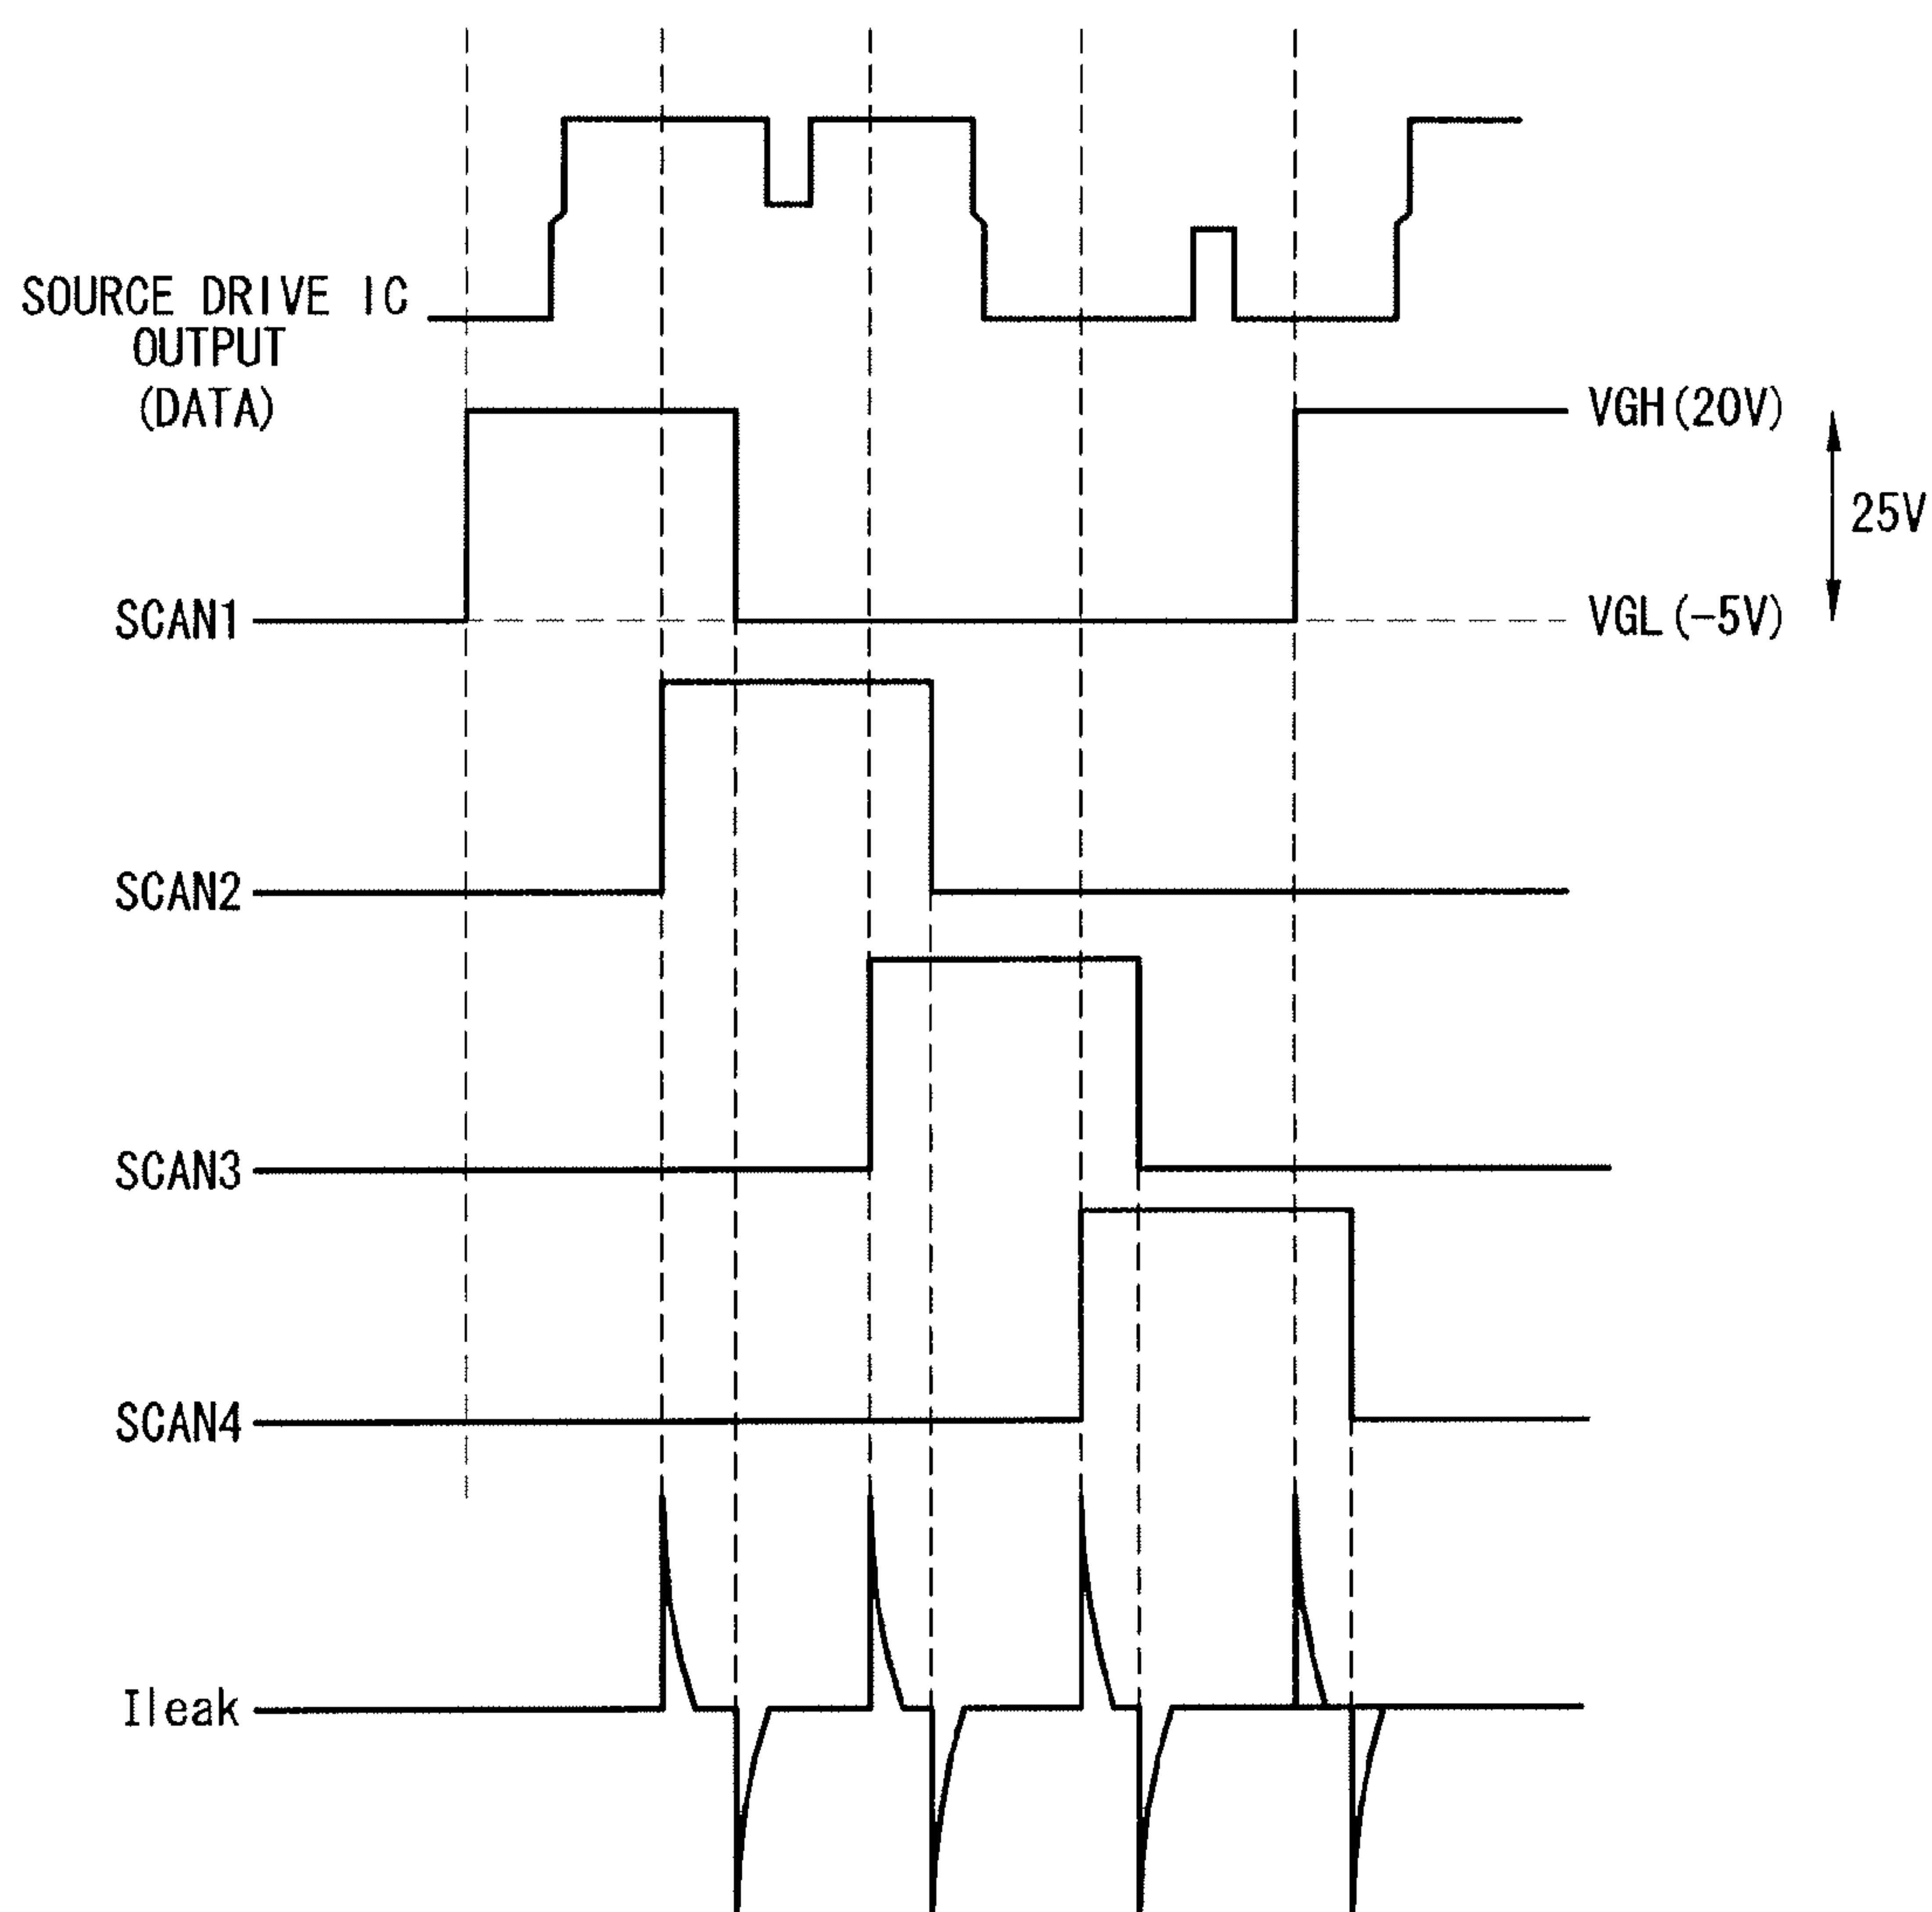 SOURCE DRIVE IC
OUTPUT
(DATA)
VGH(20V)
25V
SCAN1
VGL(-5V)
SCAN2
SCAN3
SCAN4
Ileak